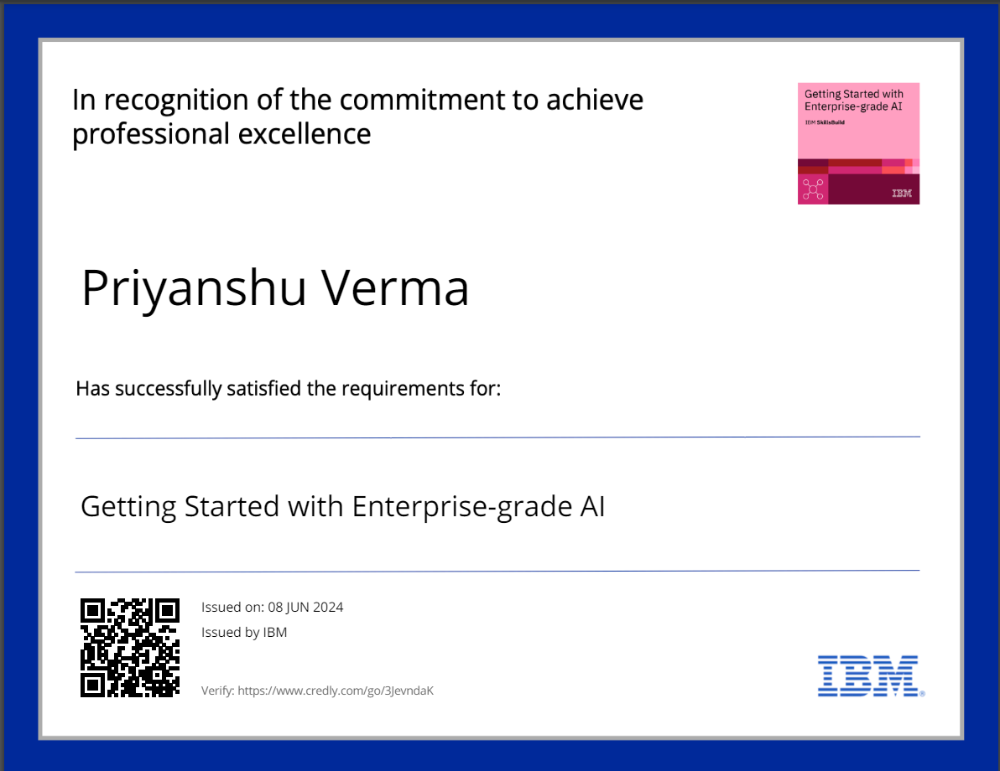 In recognition of the commitment to achieve
professional excellence
Getting Started with
Enterprise-grade AI
IBM SkillsBuild
IBM
Priyanshu Verma
Has successfully satisfied the requirements for:
Getting Started with Enterprise-grade AI
Issued on: 08 JUN 2024
Issued by IBM
Verify: https://www.credly.com/go/3JevndaK
IBM®